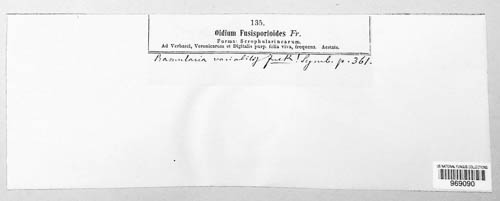 135.
Oidium Fusisporioides Fr.
Forma: Scrophularinearum.
Ad Verbasci, Veronicarum et Digitalis purp. folia viva, frequens. Aestate.
Ramularia variabilis Fuck! Symb. p. 361.
US NATIONAL FUNGUS COLLECTIONS
969090